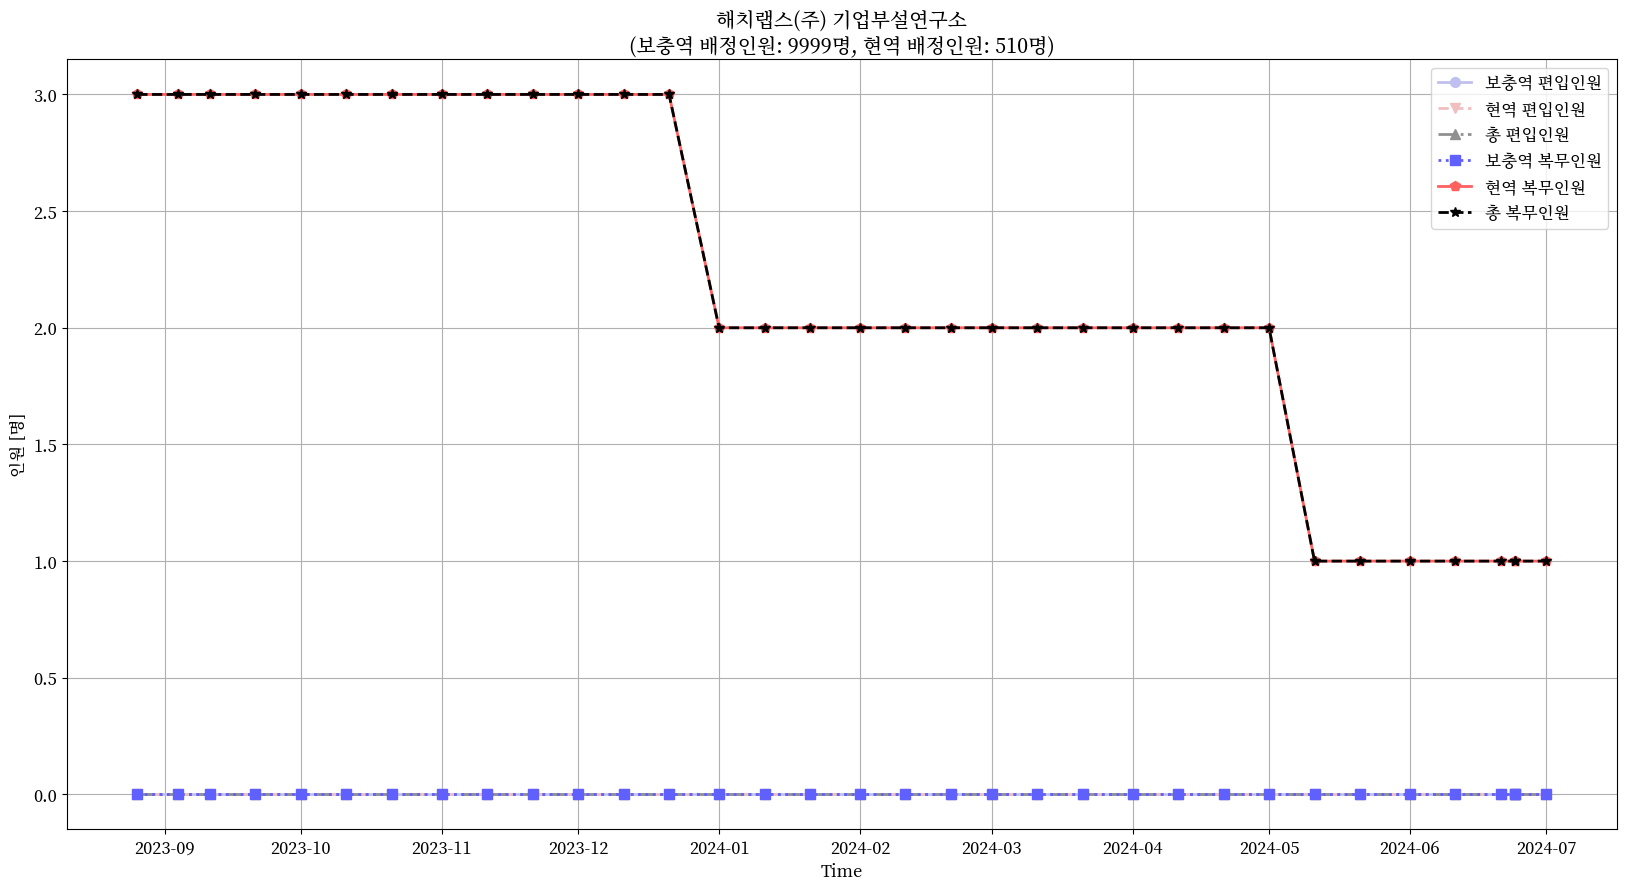 해치랩스(주) 기업부설연구소
(보충역 배정인원: 9999명, 현역 배정인원: 510명)
보충역 편입인원
현역 편입인원
총 편입인원
보충역 복무인원
현역 복무인원
총 복무인원
인원 [명]
3.0
2.5
2.0
1.5
1.0
0.5
0.0
2023-09 2023-10 2023-11 2023-12 2024-01 2024-02 2024-03 2024-04 2024-05 2024-06 2024-07
Time